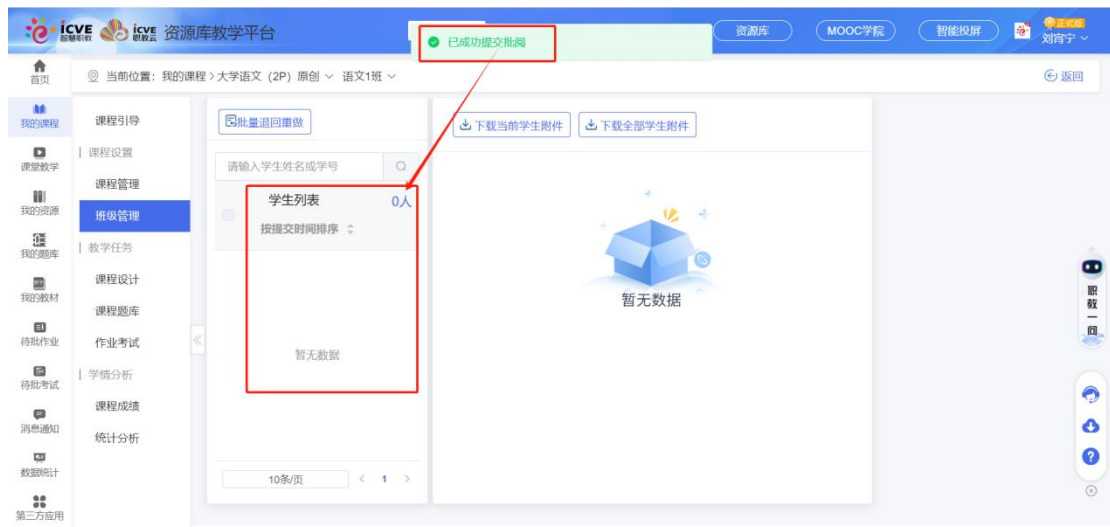 icve 智慧职教 icve 职教云 资源库教学平台
已成功提交批阅
资源库
MOOC学院
智能投屏
正式版
刘宵宁
首页
当前位置：我的课程 > 大学语文（2P）原创 语文1班
返回
我的课程
课堂教学
我的资源
我的题库
我的教材
待批作业
待批考试
消息通知
数据统计
第三方应用
课程引导
课程设置
课程管理
班级管理
教学任务
课程设计
课程题库
作业考试
学情分析
课程成绩
统计分析
批量退回重做
请输入学生姓名或学号
学生列表 0人
按提交时间排序
暂无数据
10条/页 < 1 >
下载当前学生附件
下载全部学生附件
暂无数据
职教一问